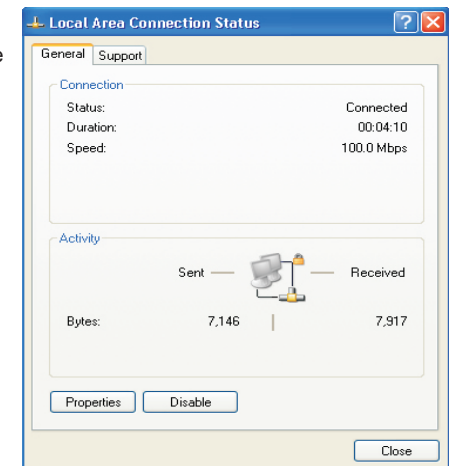 Local Area Connection Status
e
General Support
Connection
Status: Connected
Duration: 00:04:10
Speed: 100.0 Mbps
Activity
Sent Received
Bytes: 7,146 7,917
Properties Disable
Close